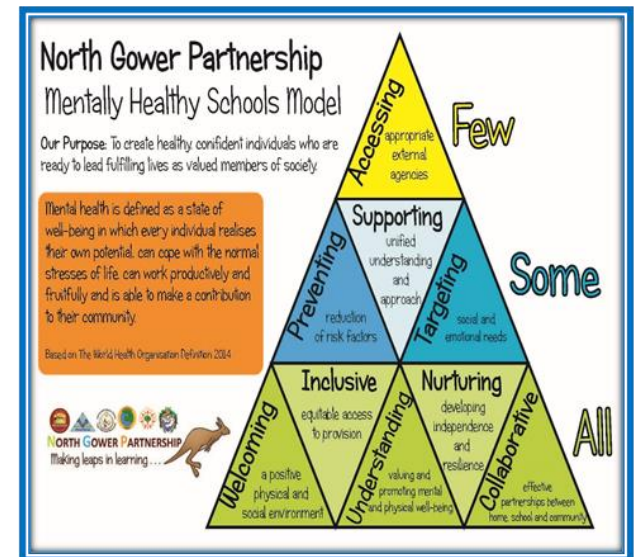 North Gower Partnership
Mentally Healthy Schools Model
Our Purpose: To create healthy, confident individuals who are
ready to lead fulfilling lives as valued members of society.
Mental health is defined as a state of
well-being in which every individual realises
their own potential, can cope with the normal
stresses of life, can work productively and
fruitfully and is able to make a contribution
to their community.
Based on The World Health Organisation Definition 2014
NORTH GOWER PARTNERSHIP
Making leaps in learning....
Accessing
appropriate
external
agencies
Few
Preventing
reduction
of risk factors
Supporting
unified
understanding
and
approach
Targeting
social and
emotional needs
Some
Welcoming
a positive
physical and
social environment
Inclusive
equitable access
to provision
Understanding
valuing and
promoting mental
and physical well-being
Nurturing
developing
independence
and
resilience
Collaborative
effective
partnerships between
home, school and community
All